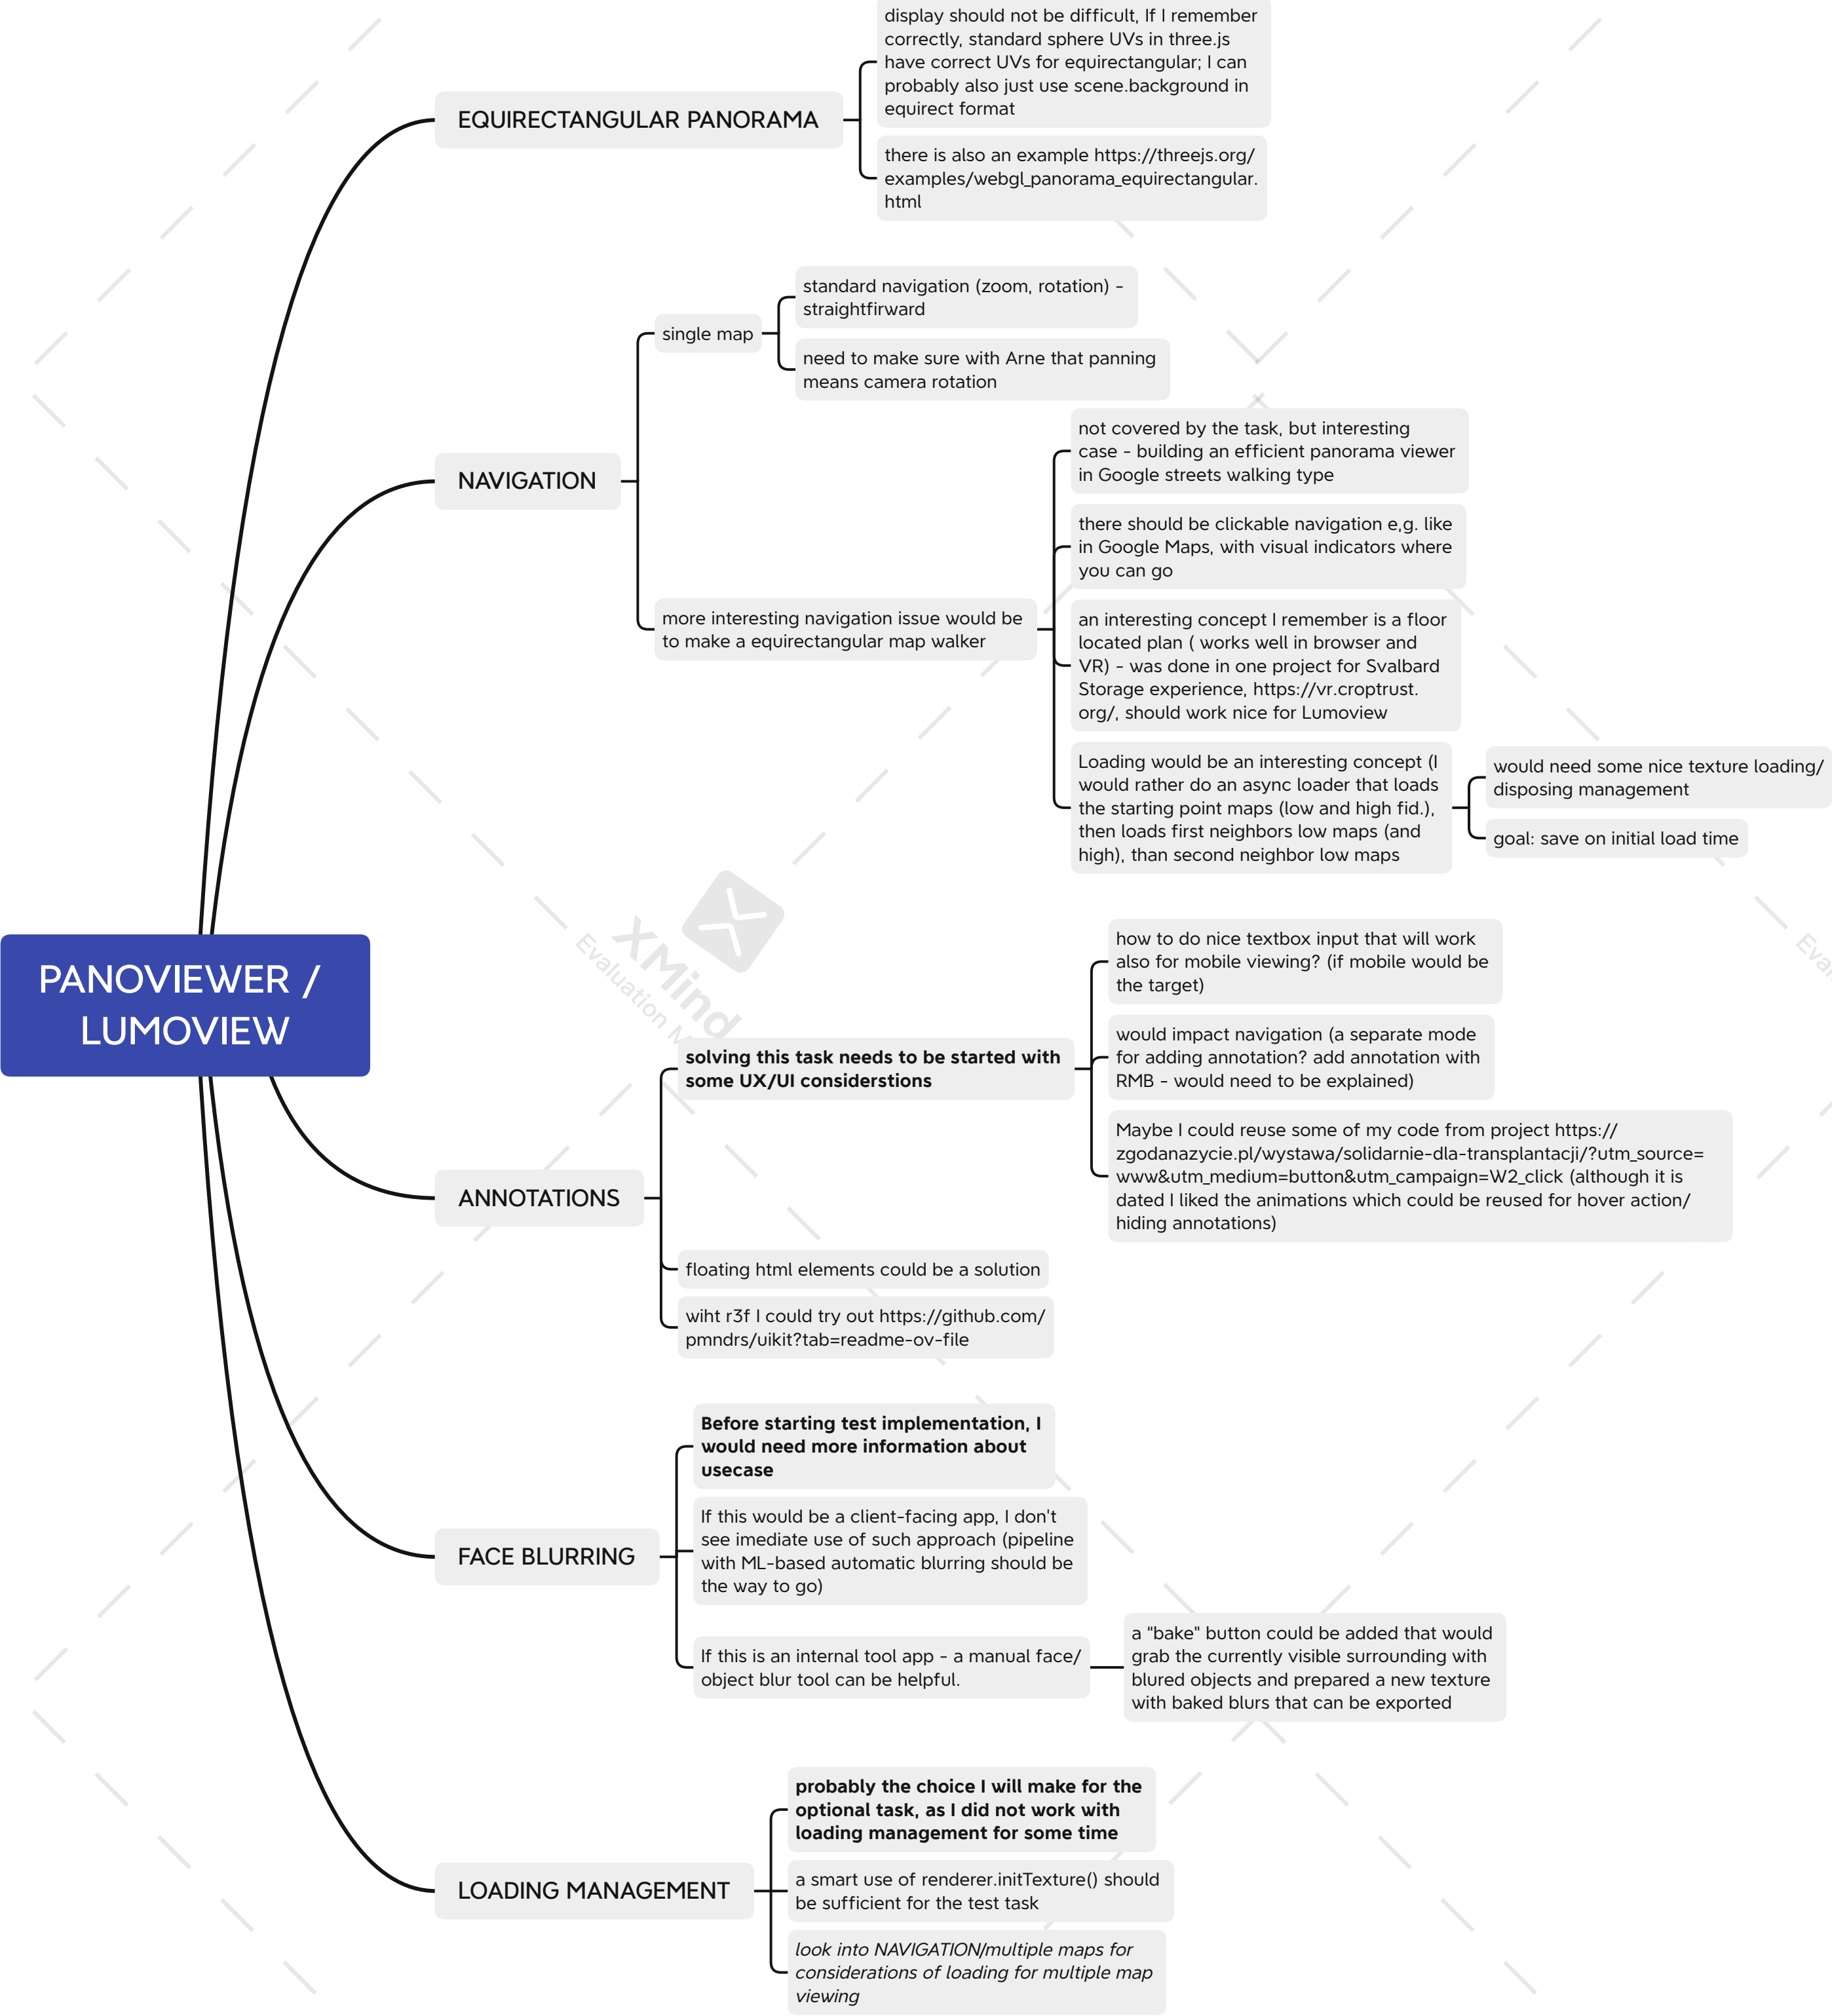 display should not be difficult, If I remember
correctly, standard sphere UVs in three.js
have correct UVs for equirectangular; I can
probably also just use scene.background in
equirect format
EQUIRECTANGULAR PANORAMA
there is also an example https://threejs.org/
examples/webgl_panorama_equirectangular.
html
standard navigation (zoom, rotation) -
straightfirward
single map
need to make sure with Arne that panning
means camera rotation
NAVIGATION
not covered by the task, but interesting
case - building an efficient panorama viewer
in Google streets walking type
there should be clickable navigation e,g. like
in Google Maps, with visual indicators where
you can go
more interesting navigation issue would be
to make a equirectangular map walker
an interesting concept I remember is a floor
located plan ( works well in browser and
VR) - was done in one project for Svalbard
Storage experience, https://vr.croptrust.
org/, should work nice for Lumoview
Loading would be an interesting concept (I
would rather do an async loader that loads
the starting point maps (low and high fid.),
then loads first neighbors low maps (and
high), than second neighbor low maps
would need some nice texture loading/
disposing management
goal: save on initial load time
PANOVIEWER /
LUMOVIEW
XMind
Evaluation
how to do nice textbox input that will work
also for mobile viewing? (if mobile would be
the target)
solving this task needs to be started with
some UX/UI considerstions
would impact navigation (a separate mode
for adding annotation? add annotation with
RMB - would need to be explained)
Maybe I could reuse some of my code from project https://
zgodanazycie.pl/wystawa/solidarnie-dla-transplantacji/?utm_source=
www&utm_medium=button&utm_campaign=W2_click (although it is
dated I liked the animations which could be reused for hover action/
hiding annotations)
ANNOTATIONS
floating html elements could be a solution
wiht r3f I could try out https://github.com/
pmndrs/uikit?tab=readme-ov-file
Before starting test implementation, I
would need more information about
usecase
If this would be a client-facing app, I don't
see imediate use of such approach (pipeline
with ML-based automatic blurring should be
the way to go)
FACE BLURRING
If this is an internal tool app - a manual face/
object blur tool can be helpful.
a "bake" button could be added that would
grab the currently visible surrounding with
blured objects and prepared a new texture
with baked blurs that can be exported
probably the choice I will make for the
optional task, as I did not work with
loading management for some time
LOADING MANAGEMENT
a smart use of renderer.initTexture() should
be sufficient for the test task
look into NAVIGATION/multiple maps for
considerations of loading for multiple map
viewing